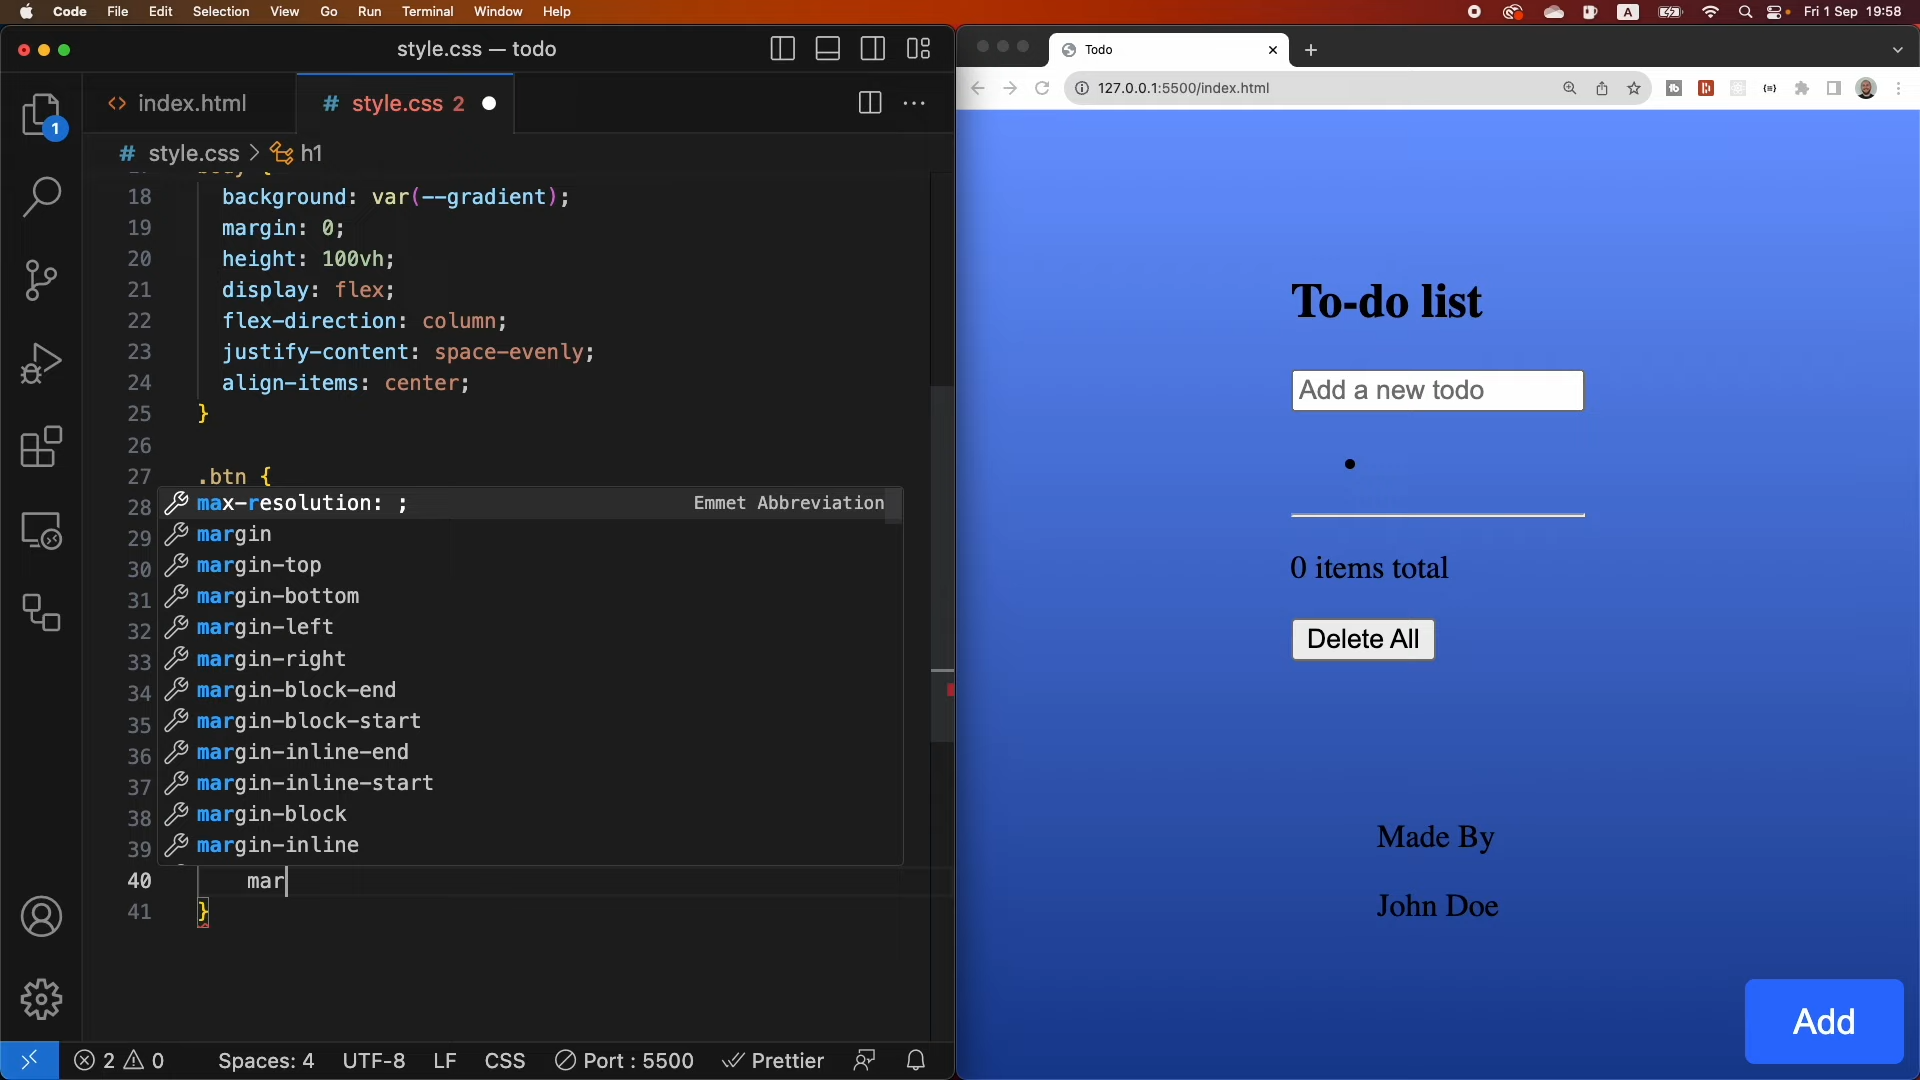 Code File Edit Selection View Go Run Terminal Window Help
A
Fri 1 Sep 19:58
style.css — todo
<> index.html
# style.css 2
# style.css > h1
1
18 background: var(--gradient);
19 margin: 0;
20 height: 100vh;
21 display: flex;
22 flex-direction: column;
23 justify-content: space-evenly;
24 align-items: center;
25 }
26
27 .btn {
28 max-resolution: ; Emmet Abbreviation
29 margin
30 margin-top
31 margin-bottom
32 margin-left
33 margin-right
34 margin-block-end
35 margin-block-start
36 margin-inline-end
37 margin-inline-start
38 margin-block
39 margin-inline
40 mar
41 }
2 0 Spaces: 4 UTF-8 LF CSS Port : 5500 Prettier
Todo
127.0.0.1:5500/index.html
To-do list
Add a new todo
0 items total
Delete All
Made By
John Doe
Add